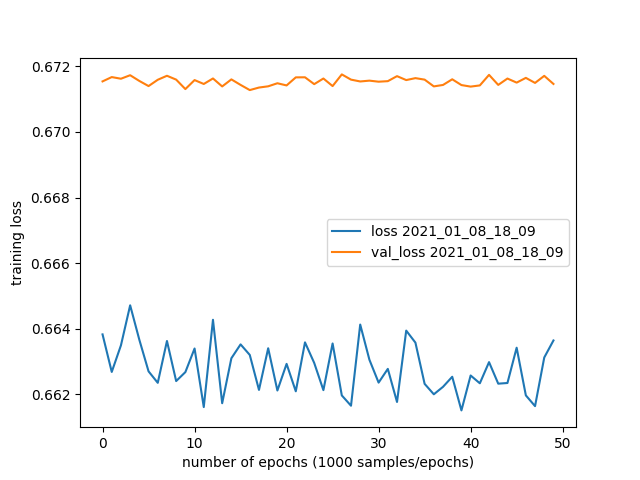 0.672
0.670
0.668
0.666
0.664
0.662
training loss
loss 2021_01_08_18_09
val_loss 2021_01_08_18_09
0 10 20 30 40 50
number of epochs (1000 samples/epochs)